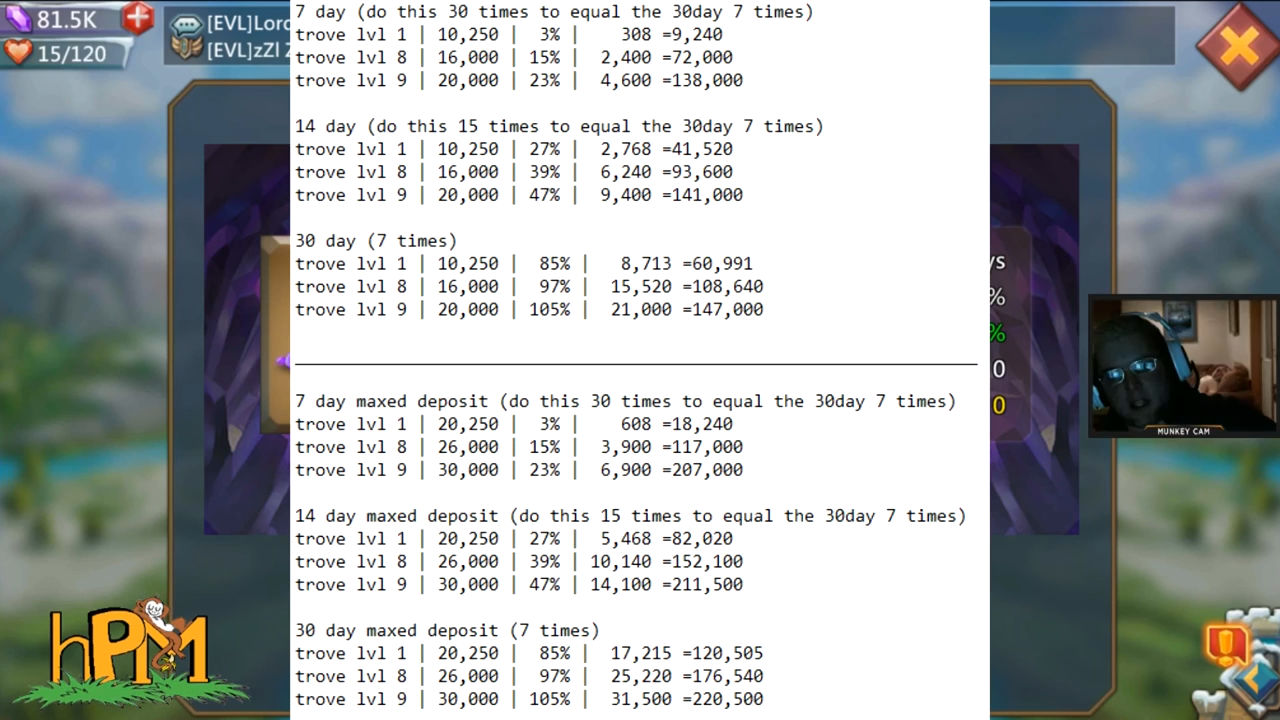 81.5K
15/120
[EVL]Lord
[EVL]zZl Z
7 day (do this 30 times to equal the 30day 7 times)
trove lvl 1 | 10,250 | 3% | 308 =9,240
trove lvl 8 | 16,000 | 15% | 2,400 =72,000
trove lvl 9 | 20,000 | 23% | 4,600 =138,000
14 day (do this 15 times to equal the 30day 7 times)
trove lvl 1 | 10,250 | 27% | 2,768 =41,520
trove lvl 8 | 16,000 | 39% | 6,240 =93,600
trove lvl 9 | 20,000 | 47% | 9,400 =141,000
30 day (7 times)
trove lvl 1 | 10,250 | 85% | 8,713 =60,991
trove lvl 8 | 16,000 | 97% | 15,520 =108,640
trove lvl 9 | 20,000 | 105% | 21,000 =147,000
7 day maxed deposit (do this 30 times to equal the 30day 7 times)
trove lvl 1 | 20,250 | 3% | 608 =18,240
trove lvl 8 | 26,000 | 15% | 3,900 =117,000
trove lvl 9 | 30,000 | 23% | 6,900 =207,000
14 day maxed deposit (do this 15 times to equal the 30day 7 times)
trove lvl 1 | 20,250 | 27% | 5,468 =82,020
trove lvl 8 | 26,000 | 39% | 10,140 =152,100
trove lvl 9 | 30,000 | 47% | 14,100 =211,500
30 day maxed deposit (7 times)
trove lvl 1 | 20,250 | 85% | 17,215 =120,505
trove lvl 8 | 26,000 | 97% | 25,220 =176,540
trove lvl 9 | 30,000 | 105% | 31,500 =220,500
ys
%
%
0
0
MUNKEY CAM
hPM